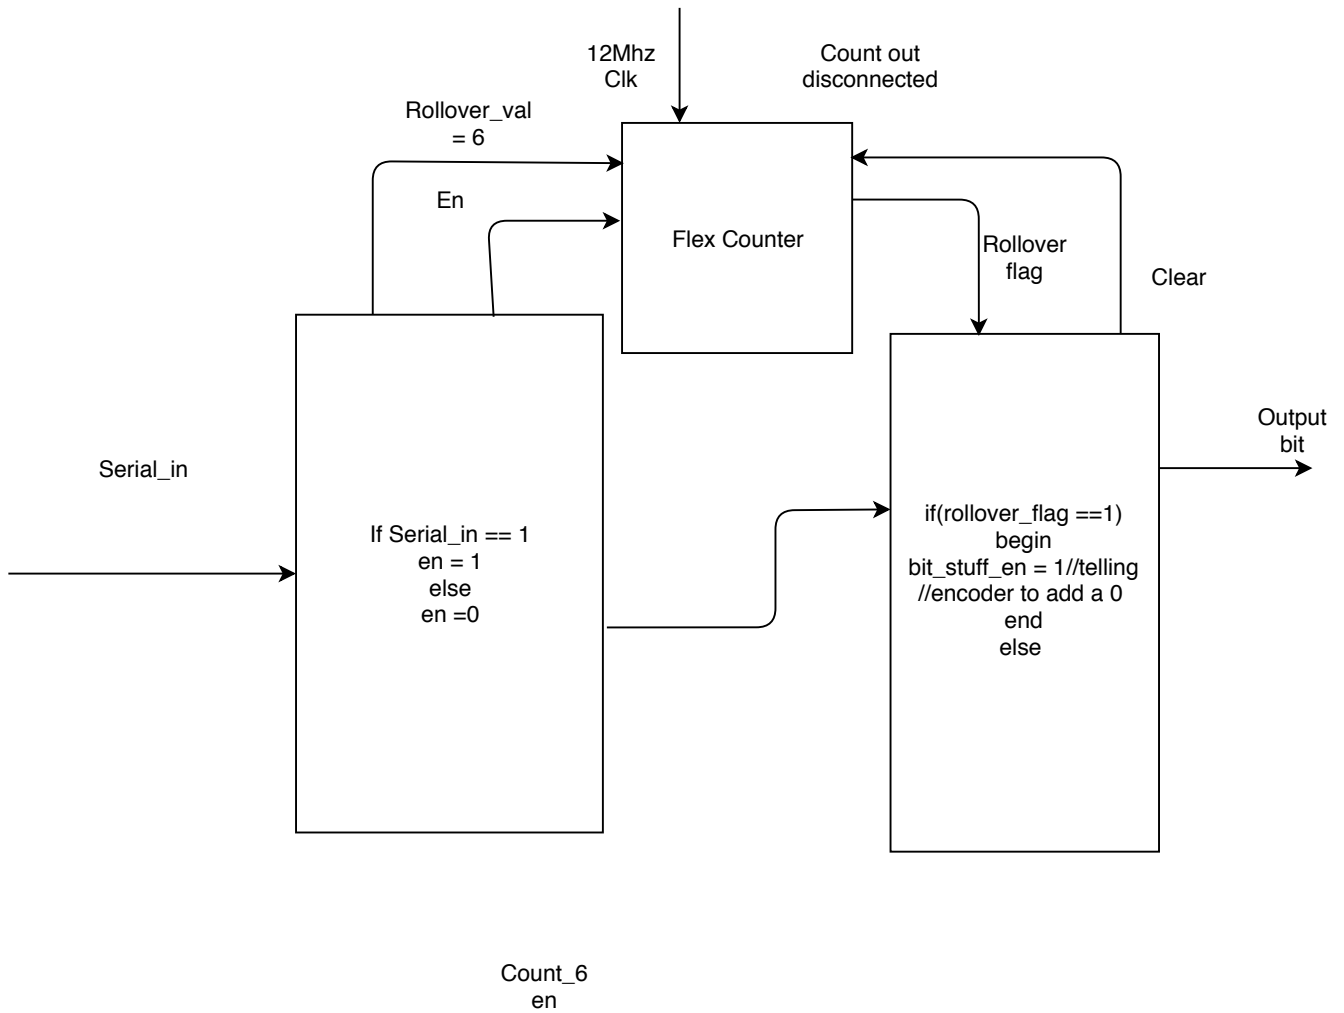 12Mhz
Clk
Count out
disconnected
Rollover_val
= 6
En
Flex Counter
Rollover
flag
Clear
Output
bit
Serial_in
If Serial_in == 1
en = 1
else
en =0
if(rollover_flag ==1)
begin
bit_stuff_en = 1//telling
//encoder to add a 0
end
else
Count_6
en